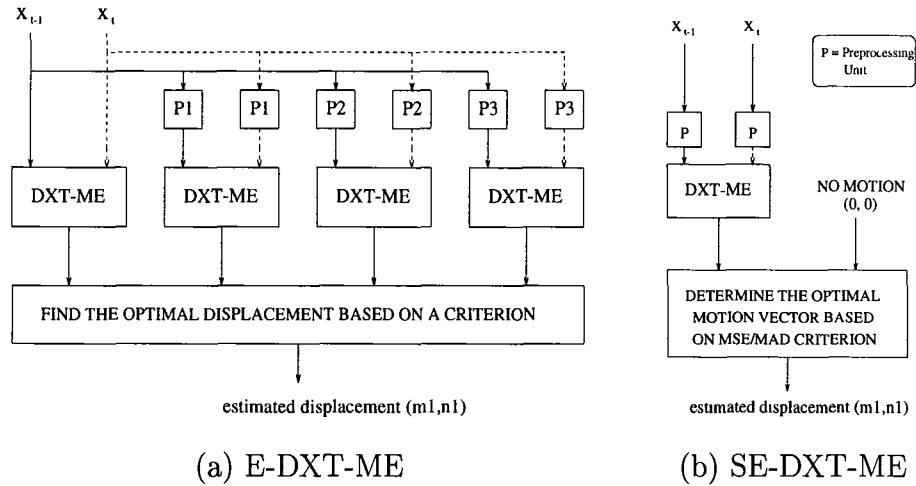 X t-1 X t
P1 P1 P2 P2 P3 P3
DXT-ME DXT-ME DXT-ME DXT-ME
FIND THE OPTIMAL DISPLACEMENT BASED ON A CRITERION
estimated displacement (m1,n1)
(a) E-DXT-ME
X t-1 X t
P = Preprocessing
Unit
P P
DXT-ME
NO MOTION
(0, 0)
DETERMINE THE OPTIMAL
MOTION VECTOR BASED
ON MSE/MAD CRITERION
estimated displacement (m1,n1)
(b) SE-DXT-ME